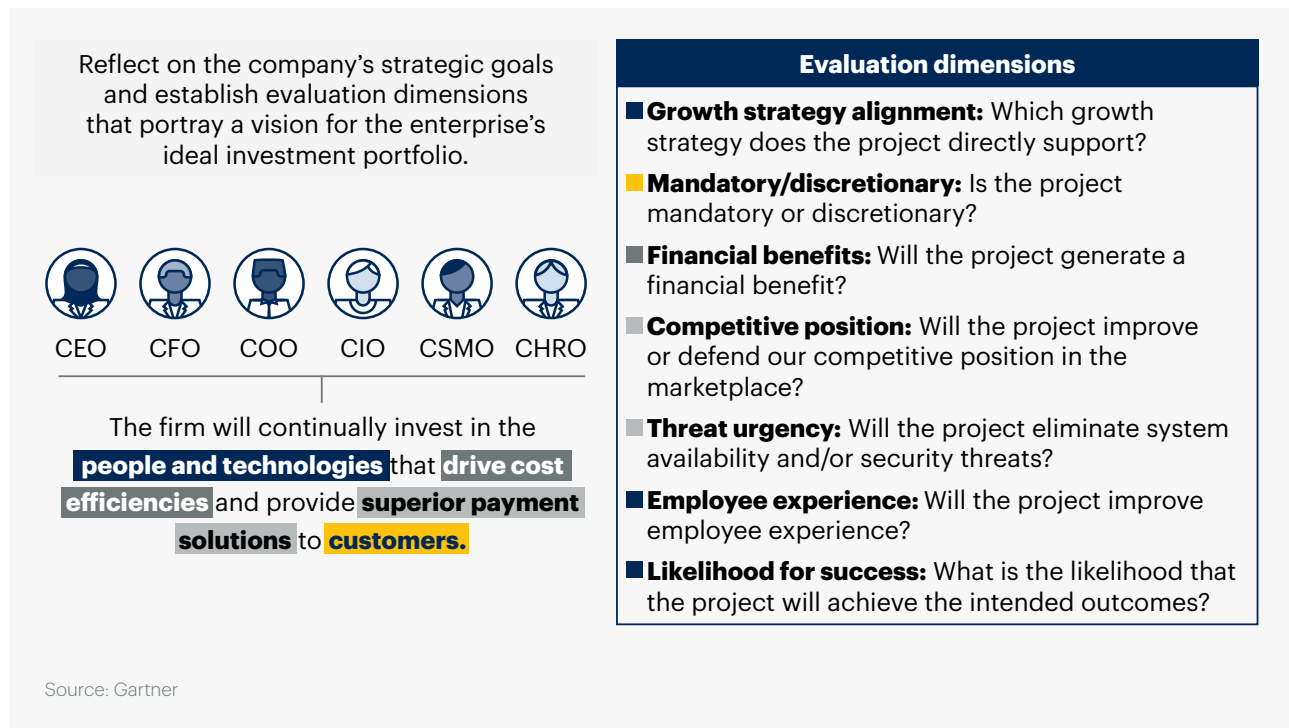 Reflect on the company’s strategic goals
and establish evaluation dimensions
that portray a vision for the enterprise’s
ideal investment portfolio.
CEO CFO COO CIO CSMO CHRO
The firm will continually invest in the
people and technologies that drive cost
efficiencies and provide superior payment
solutions to customers.
Evaluation dimensions
Growth strategy alignment: Which growth
strategy does the project directly support?
Mandatory/discretionary: Is the project
mandatory or discretionary?
Financial benefits: Will the project generate a
financial benefit?
Competitive position: Will the project improve
or defend our competitive position in the
marketplace?
Threat urgency: Will the project eliminate system
availability and/or security threats?
Employee experience: Will the project improve
employee experience?
Likelihood for success: What is the likelihood that
the project will achieve the intended outcomes?
Source: Gartner